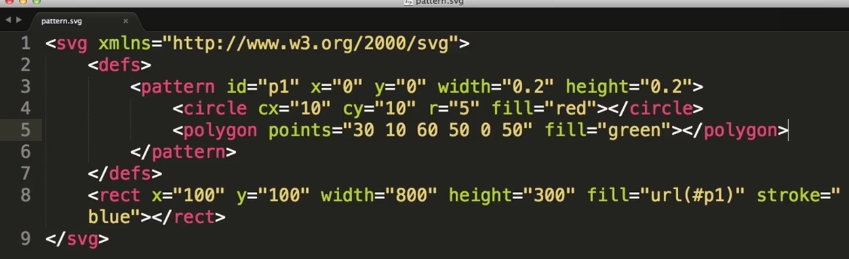 pattern.svg
pattern.svg ×
1 <svg xmlns="http://www.w3.org/2000/svg">
2 <defs>
3 <pattern id="p1" x="0" y="0" width="0.2" height="0.2">
4 <circle cx="10" cy="10" r="5" fill="red"></circle>
5 <polygon points="30 10 60 50 0 50" fill="green"></polygon>
6 </pattern>
7 </defs>
8 <rect x="100" y="100" width="800" height="300" fill="url(#p1)" stroke="
blue"></rect>
9 </svg>